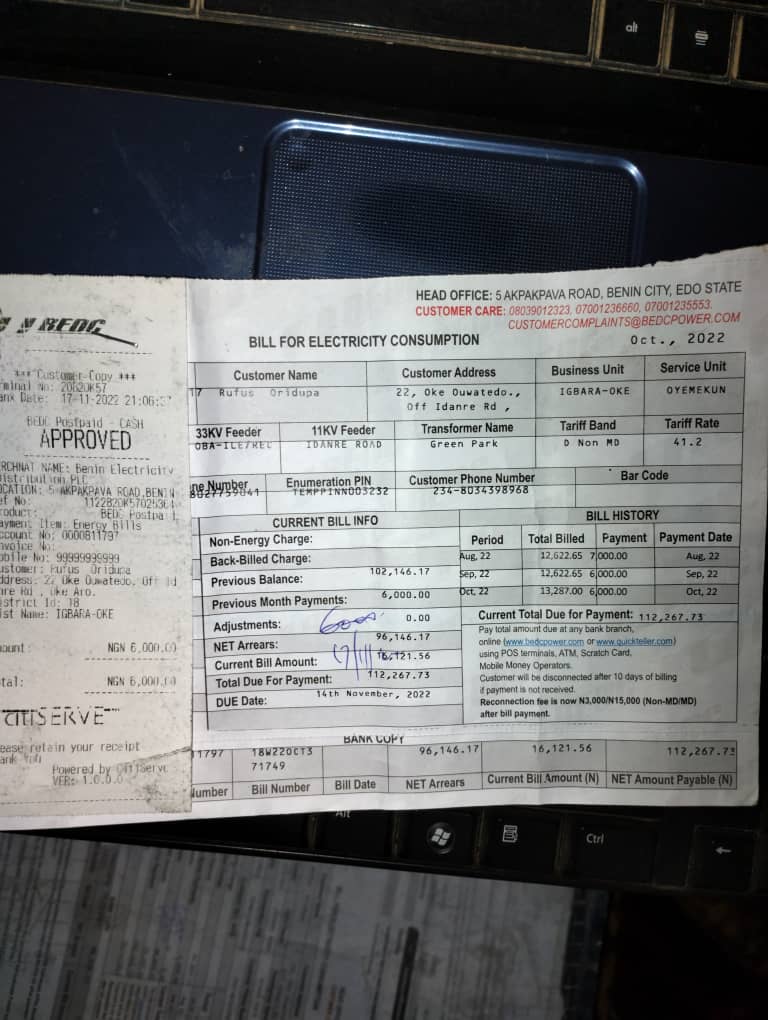 alt
BEDC
*** Customer-Copy ***
minal No: 20620K57
ank Date: 17-11-2022 21:06:37
BEDC Postpaid - CASH
APPROVED
RCHNAT NAME: Benin Electricity
istribution PLC
OCATION: 5 AKPAKPAVA ROAD,BENIN
ef No:
roduct: BEDC Postpai
ayment Item: Energy Bills
ccount No: 0000811797
nvoice No:
obile No: 99999999999
ustomer: Rufus Oridupa
ddress: 22 Oke Ouwatedo, Off Id
nre Rd , Oke Aro.
istrict Id: 18
ist Name: IGBARA-OKE
ount: NGN 6,000.00
tal: NGN 6,000.00
CITISERVE
ease retain your receipt
ank You
Powered by Citiserve
VER: 1.0.0.0
HEAD OFFICE: 5 AKPAKPAVA ROAD, BENIN CITY, EDO STATE
CUSTOMER CARE: 08039012323, 07001236660, 07001235553.
CUSTOMERCOMPLAINTS@BEDCPOWER.COM
BILL FOR ELECTRICITY CONSUMPTION Oct., 2022
Customer Name Customer Address Business Unit Service Unit
17 Rufus Oridupa 22, Oke Ouwatedo., IGBARA-OKE OYEMEKUN
Off Idanre Rd ,
33KV Feeder 11KV Feeder Transformer Name Tariff Band Tariff Rate
OBA-ILE/REC IDANRE ROAD Green Park D Non MD 41.2
ne Number Enumeration PIN Customer Phone Number Bar Code
8027759041 TEMPPINN003232 234-8034398968
CURRENT BILL INFO
Non-Energy Charge:
Back-Billed Charge:
Previous Balance: 102,146.17
Previous Month Payments: 6,000.00
Adjustments: 0.00
6000
NET Arrears: 96,146.17
17/11
Current Bill Amount: 16,121.56
Total Due For Payment: 112,267.73
DUE Date: 14th November, 2022
BILL HISTORY
Period Total Billed Payment Payment Date
Aug, 22 12,622.65 7,000.00 Aug, 22
Sep, 22 12,622.65 6,000.00 Sep, 22
Oct, 22 13,287.00 6,000.00 Oct, 22
Current Total Due for Payment: 112,267.73
Pay total amount due at any bank branch,
online (www.bedcpower.com or www.quickteller.com)
using POS terminals, ATM, Scratch Card,
Mobile Money Operators.
Customer will be disconnected after 10 days of billing
if payment is not received.
Reconnection fee is now N3,000/N15,000 (Non-MD/MD)
after bill payment.
BANK COPY
11797 18W22OCT3 96,146.17 16,121.56 112,267.73
71749
Number Bill Number Bill Date NET Arrears Current Bill Amount (N) NET Amount Payable (N)
Alt
Ctrl